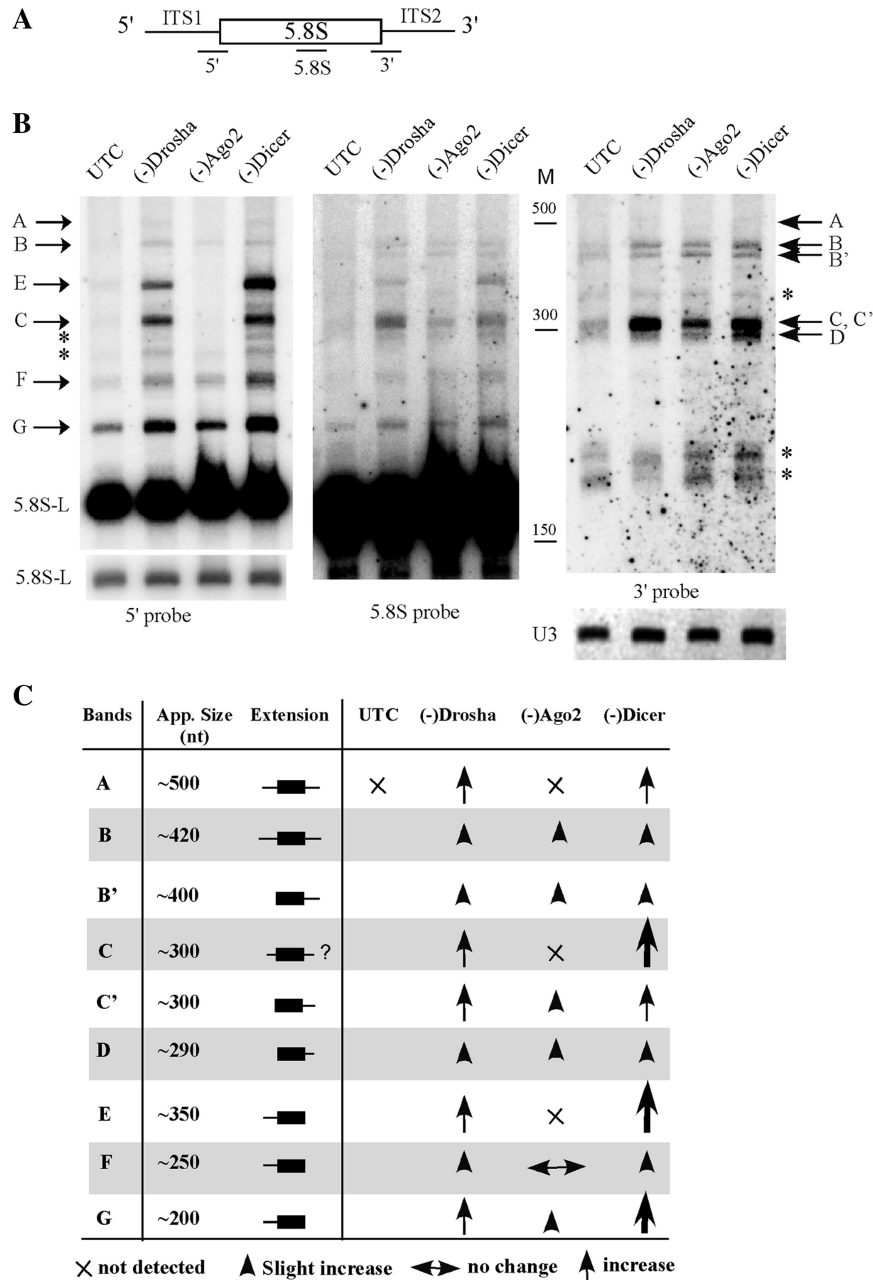 A
5' ITS1 5.8S ITS2 3'
5' 5.8S 3'
B
UTC (-)Drosha (-)Ago2 (-)Dicer
UTC (-)Drosha (-)Ago2 (-)Dicer
M
UTC (-)Drosha (-)Ago2 (-)Dicer
A
B
E
C
*
*
F
G
5.8S-L
5.8S-L
5' probe
5.8S probe
500
300
150
A
B
B'
*
C, C'
D
*
*
3' probe
U3
C
Bands App. Size (nt) Extension UTC (-)Drosha (-)Ago2 (-)Dicer
A ~500
B ~420
B’ ~400
C ~300 ?
C’ ~300
D ~290
E ~350
F ~250
G ~200
not detected Slight increase no change increase